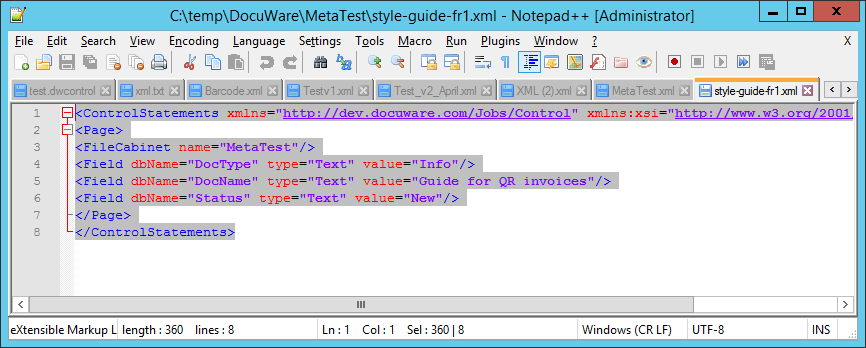 C:\temp\DocuWare\MetaTest\style-guide-fr1.xml - Notepad++ [Administrator]
File Edit Search View Encoding Language Settings Tools Macro Run Plugins Window ? X
test.dwcontrol xml.txt Barcode.xml Testv1.xml Test_v2_April.xml XML (2).xml MetaTest.xml style-guide-fr1.xml
1 <ControlStatements xmlns="http://dev.docuware.com/Jobs/Control" xmlns:xsi="http://www.w3.org/2001
2 <Page>
3 <FileCabinet name="MetaTest"/>
4 <Field dbName="DocType" type="Text" value="Info"/>
5 <Field dbName="DocName" type="Text" value="Guide for QR invoices"/>
6 <Field dbName="Status" type="Text" value="New"/>
7 </Page>
8 </ControlStatements>
eXtensible Markup L length : 360 lines : 8 Ln : 1 Col : 1 Sel : 360 | 8 Windows (CR LF) UTF-8 INS